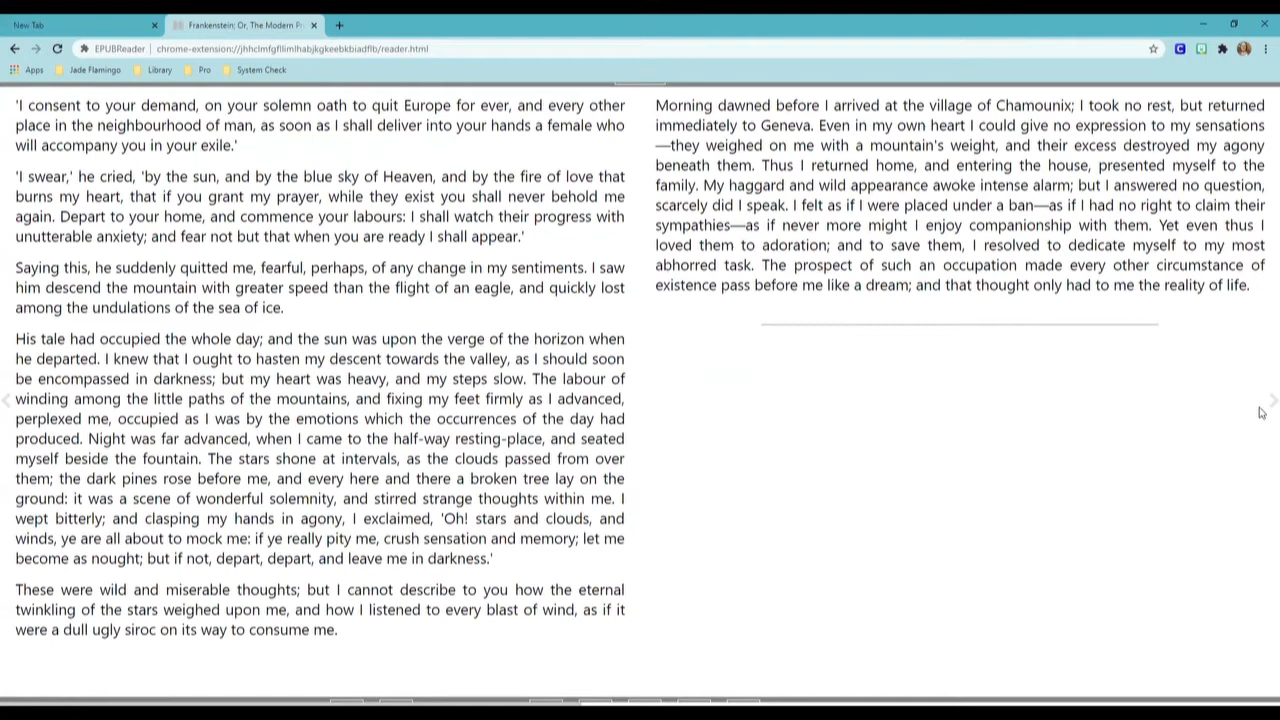 New Tab
Frankenstein; Or, The Modern Pr
EPUBReader
chrome-extension://jhhclmfgfllimlhabjkgkeebkbiadflb/reader.html
Apps
Jade Flamingo
Library
Pro
System Check
'I consent to your demand, on your solemn oath to quit Europe for ever, and every other
place in the neighbourhood of man, as soon as I shall deliver into your hands a female who
will accompany you in your exile.'
'I swear,' he cried, 'by the sun, and by the blue sky of Heaven, and by the fire of love that
burns my heart, that if you grant my prayer, while they exist you shall never behold me
again. Depart to your home, and commence your labours: I shall watch their progress with
unutterable anxiety; and fear not but that when you are ready I shall appear.'
Saying this, he suddenly quitted me, fearful, perhaps, of any change in my sentiments. I saw
him descend the mountain with greater speed than the flight of an eagle, and quickly lost
among the undulations of the sea of ice.
His tale had occupied the whole day; and the sun was upon the verge of the horizon when
he departed. I knew that I ought to hasten my descent towards the valley, as I should soon
be encompassed in darkness; but my heart was heavy, and my steps slow. The labour of
winding among the little paths of the mountains, and fixing my feet firmly as I advanced,
perplexed me, occupied as I was by the emotions which the occurrences of the day had
produced. Night was far advanced, when I came to the half-way resting-place, and seated
myself beside the fountain. The stars shone at intervals, as the clouds passed from over
them; the dark pines rose before me, and every here and there a broken tree lay on the
ground: it was a scene of wonderful solemnity, and stirred strange thoughts within me. I
wept bitterly; and clasping my hands in agony, I exclaimed, 'Oh! stars and clouds, and
winds, ye are all about to mock me: if ye really pity me, crush sensation and memory; let me
become as nought; but if not, depart, depart, and leave me in darkness.'
These were wild and miserable thoughts; but I cannot describe to you how the eternal
twinkling of the stars weighed upon me, and how I listened to every blast of wind, as if it
were a dull ugly siroc on its way to consume me.
Morning dawned before I arrived at the village of Chamounix; I took no rest, but returned
immediately to Geneva. Even in my own heart I could give no expression to my sensations
—they weighed on me with a mountain's weight, and their excess destroyed my agony
beneath them. Thus I returned home, and entering the house, presented myself to the
family. My haggard and wild appearance awoke intense alarm; but I answered no question,
scarcely did I speak. I felt as if I were placed under a ban—as if I had no right to claim their
sympathies—as if never more might I enjoy companionship with them. Yet even thus I
loved them to adoration; and to save them, I resolved to dedicate myself to my most
abhorred task. The prospect of such an occupation made every other circumstance of
existence pass before me like a dream; and that thought only had to me the reality of life.